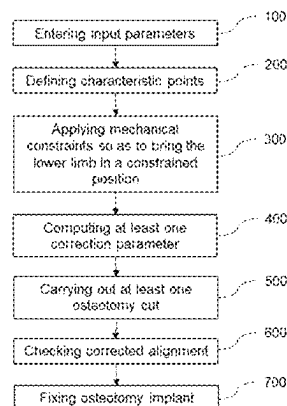 100
Entering input parameters
200
Defining characteristic points
300
Applying mechanical
constraints so as to bring the
lower limb in a constrained
position
400
Computing at least one
correction parameter
500
Carrying out at least one
osteotomy cut
600
Checking corrected alignment
700
Fixing osteotomy implant